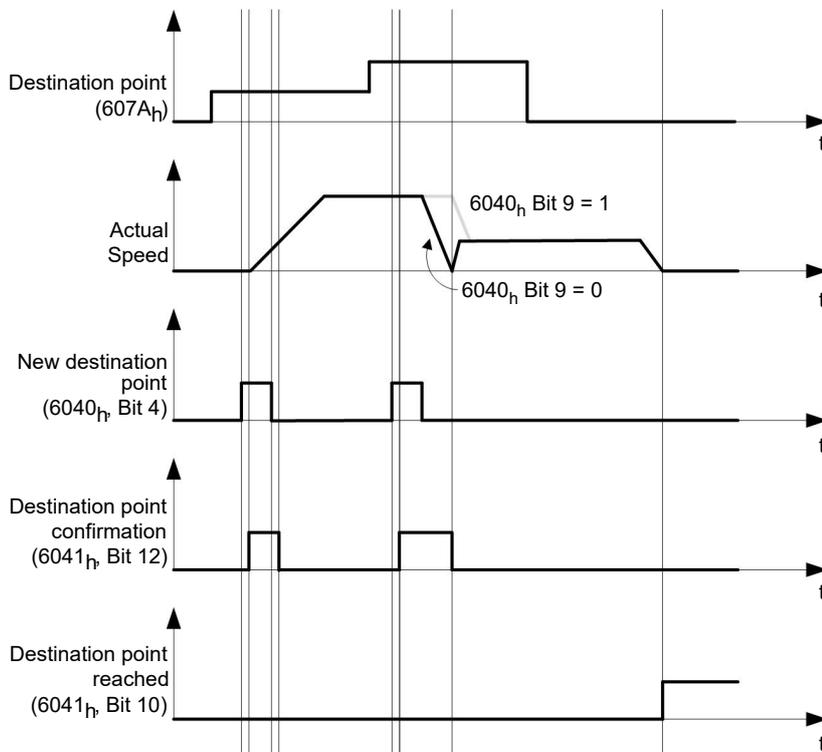 Destination point
(607Ah)
t
Actual
Speed
6040h Bit 9 = 1
6040h Bit 9 = 0
t
New destination
point
(6040h, Bit 4)
t
Destination point
confirmation
(6041h, Bit 12)
t
Destination point
reached
(6041h, Bit 10)
t